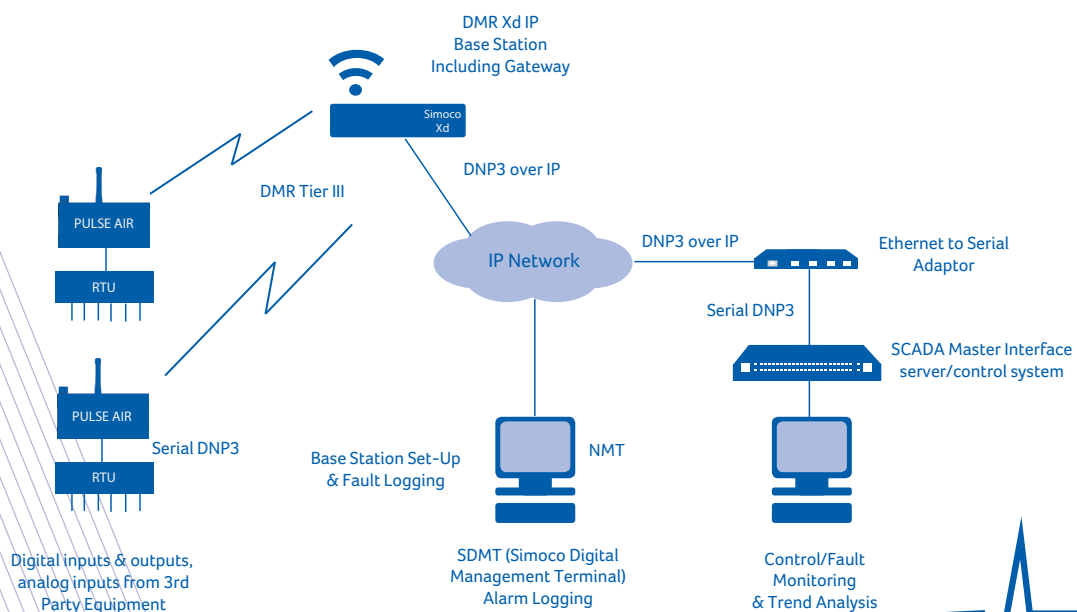 DMR Xd IP
Base Station
Including Gateway
Simoco
Xd
DNP3 over IP
DMR Tier III
PULSE AIR
RTU
IP Network
DNP3 over IP
Ethernet to Serial
Adaptor
Serial DNP3
SCADA Master Interface
server/control system
PULSE AIR
Serial DNP3
RTU
Base Station Set-Up
& Fault Logging
NMT
Digital inputs & outputs,
analog inputs from 3rd
Party Equipment
SDMT (Simoco Digital
Management Terminal)
Alarm Logging
Control/Fault
Monitoring
& Trend Analysis